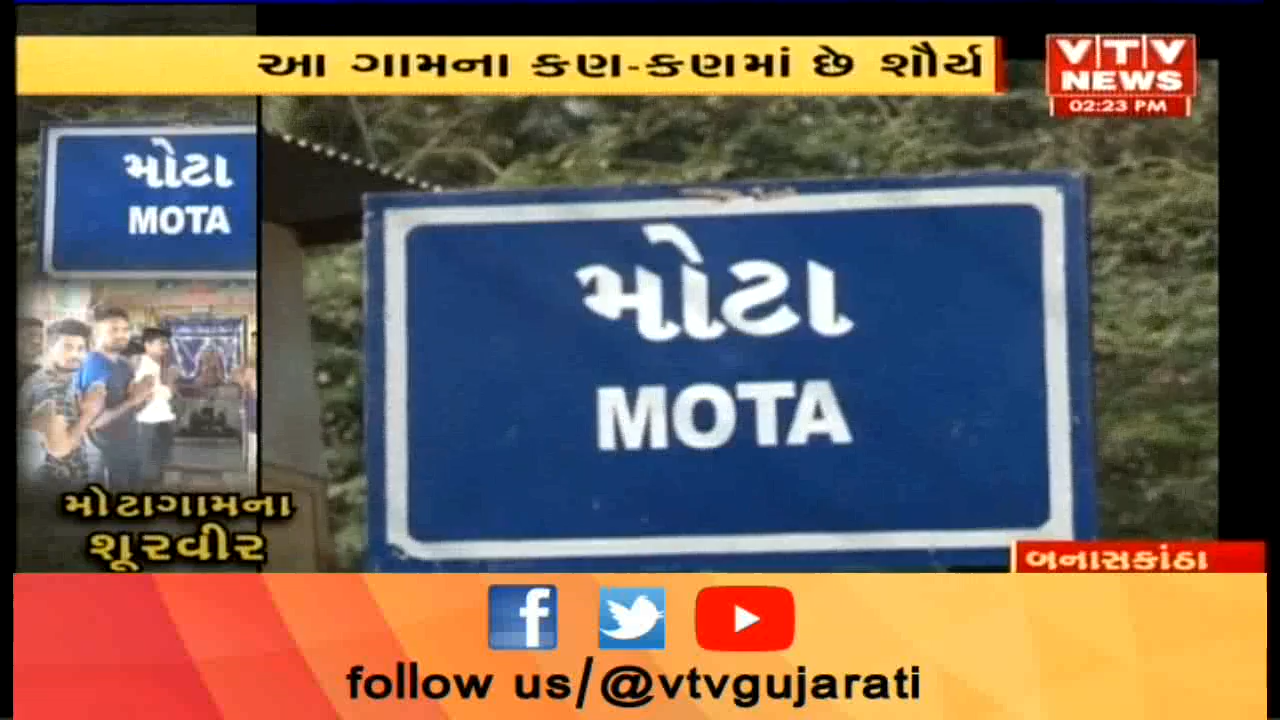 આ ગામના કણ-કણમાં છે શૌર્ય
VTV
NEWS
02:23 PM
મોટા
MOTA
મોટા
MOTA
મોટાગામના
શૂરવીર
બનાસકાંઠા
follow us/@vtvgujarati